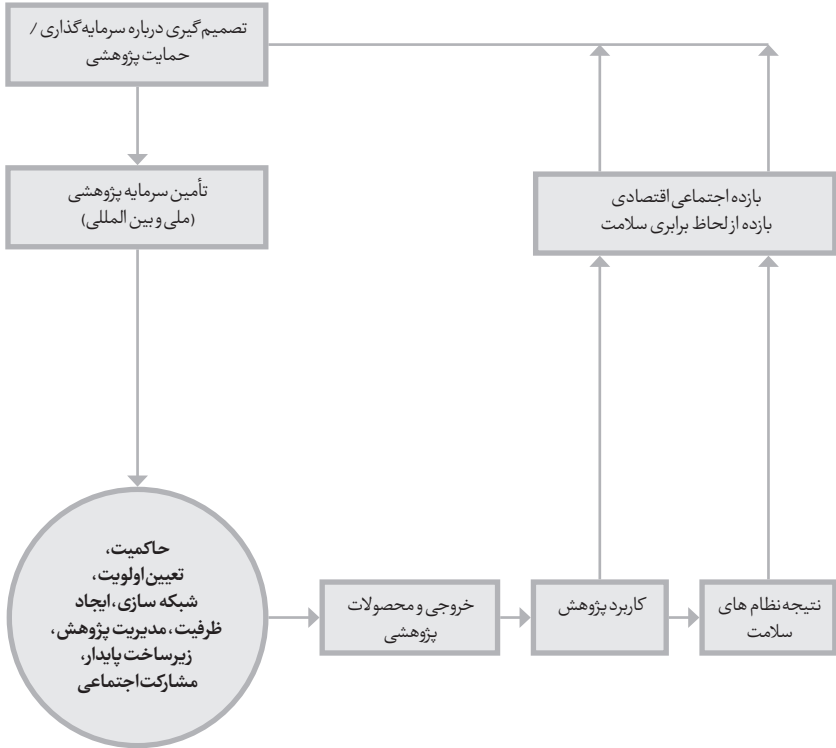 تصمیم گیری درباره سرمایه‌گذاری /
حمایت پژوهشی
تأمین سرمایه پژوهشی
(ملی و بین المللی)
بازده اجتماعی اقتصادی
بازده از لحاظ برابری سلامت
حاکمیت،
تعیین اولویت،
شبکه سازی، ایجاد
ظرفیت، مدیریت پژوهش،
زیرساخت پایدار،
مشارکت اجتماعی
خروجی و محصولات
پژوهشی
کاربرد پژوهش
نتیجه نظام های
سلامت